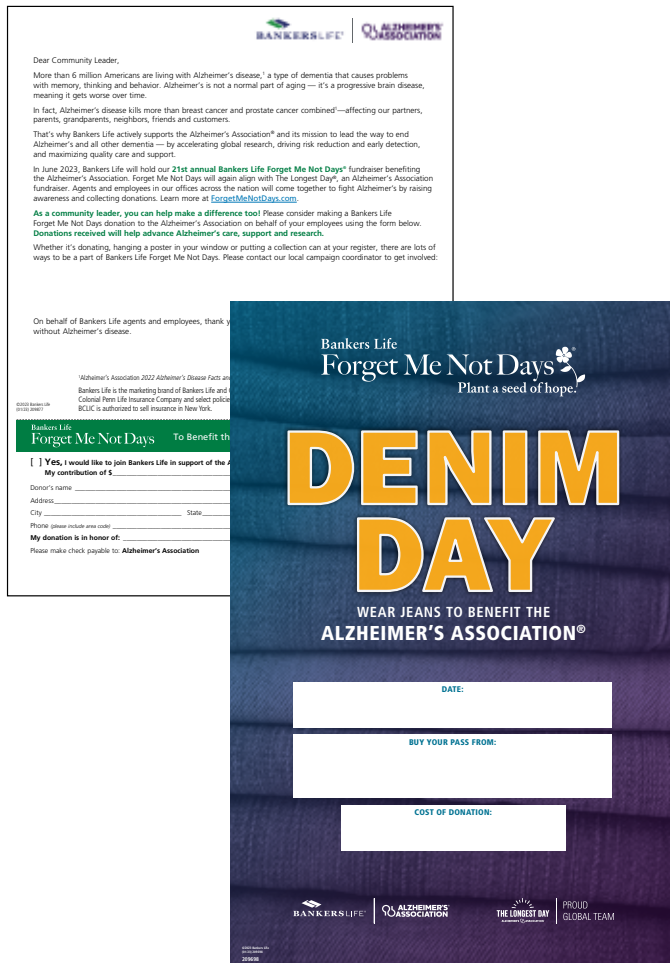 BANKERS LIFE
ALZHEIMER'S
ASSOCIATION
Dear Community Leader,
More than 6 million Americans are living with Alzheimer's disease,¹ a type of dementia that causes problems
with memory, thinking and behavior. Alzheimer's is not a normal part of aging — it's a progressive brain disease,
meaning it gets worse over time.
In fact, Alzheimer's disease kills more than breast cancer and prostate cancer combined¹—affecting our partners,
parents, grandparents, neighbors, friends and customers.
That's why Bankers Life actively supports the Alzheimer's Association® and its mission to lead the way to end
Alzheimer's and all other dementia — by accelerating global research, driving risk reduction and early detection,
and maximizing quality care and support.
In June 2023, Bankers Life will hold our 21st annual Bankers Life Forget Me Not Days® fundraiser benefiting
the Alzheimer's Association. Forget Me Not Days will again align with The Longest Day®, an Alzheimer's Association
fundraiser. Agents and employees in our offices across the nation will come together to fight Alzheimer's by raising
awareness and collecting donations. Learn more at ForgetMeNotDays.com.
As a community leader, you can help make a difference too! Please consider making a Bankers Life
Forget Me Not Days donation to the Alzheimer's Association on behalf of your employees using the form below.
Donations received will help advance Alzheimer's care, support and research.
Whether it's donating, hanging a poster in your window or putting a collection can at your register, there are lots of
ways to be part of Bankers Life Forget Me Not Days. Please contact our local campaign coordinator to get involved:
On behalf of Bankers Life agents and employees, thank y
without Alzheimer's disease.
¹Alzheimer's Association 2022 Alzheimer's Disease Facts an
Bankers Life is the marketing brand of Bankers Life and
Colonial Penn Life Insurance Company and select policie
BCLIC is authorized to sell insurance in New York.
©2023 Bankers Life
Bankers Life
Forget Me Not Days
To Benefit th
[ ] Yes, I would like to join Bankers Life in support of the A
My contribution of $
Donor's name
Address
City State
Phone (please include area code)
My donation is in honor of:
Please make check payable to: Alzheimer's Association
Bankers Life
Forget Me Not Days®
Plant a seed of hope.®
DENIM
DAY
WEAR JEANS TO BENEFIT THE
ALZHEIMER'S ASSOCIATION®
DATE:
BUY YOUR PASS FROM:
COST OF DONATION:
BANKERS LIFE®
ALZHEIMER'S
ASSOCIATION
THE LONGEST DAY
ALZHEIMER'S ASSOCIATION
PROUD
GLOBAL TEAM
©2023 Bankers Life
209698